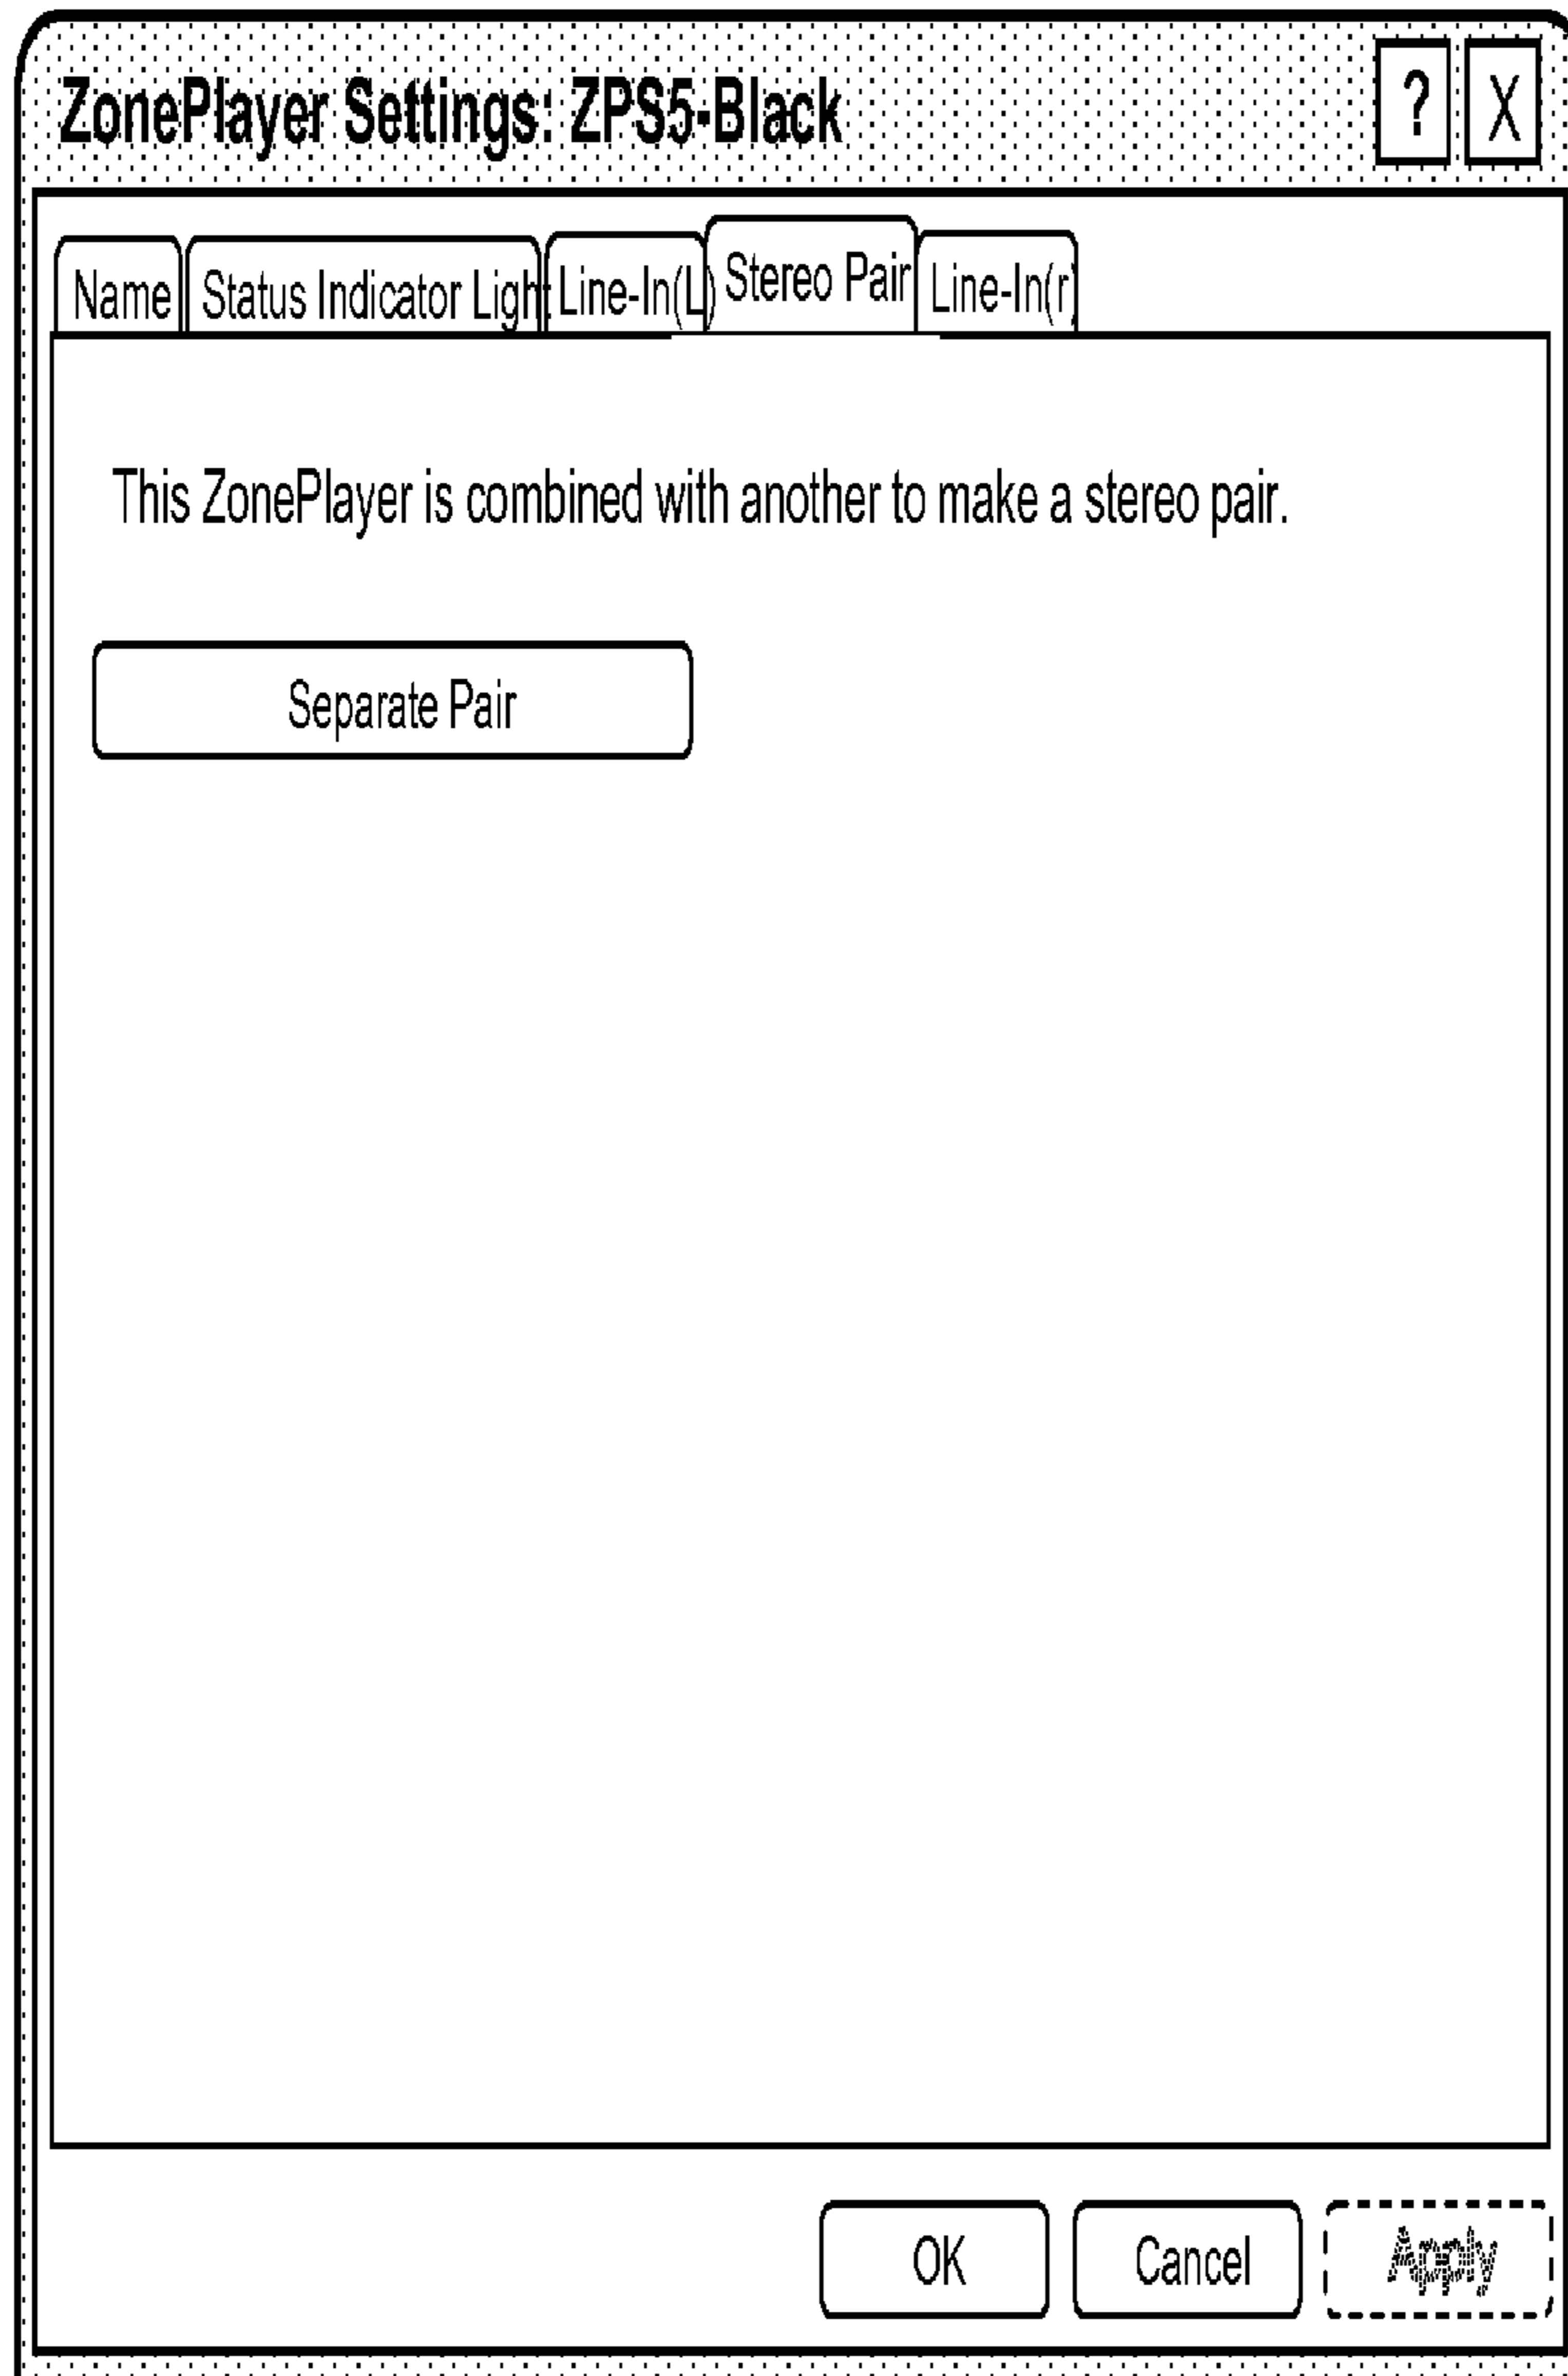 ZonePlayer Settings: ZPS5-Black ? X
Name Status Indicator Light Line-In(L) Stereo Pair Line-In(r)
This ZonePlayer is combined with another to make a stereo pair.
Separate Pair
OK Cancel Apply